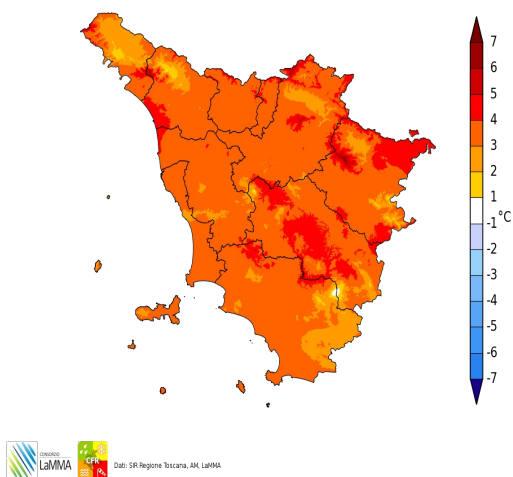 7
6
5
4
3
2
1
-1
°C
-2
-3
-4
-5
-6
-7
CONSORZIO
LaMMA
CFR
Dati: SIR Regione Toscana, AM, LaMMA